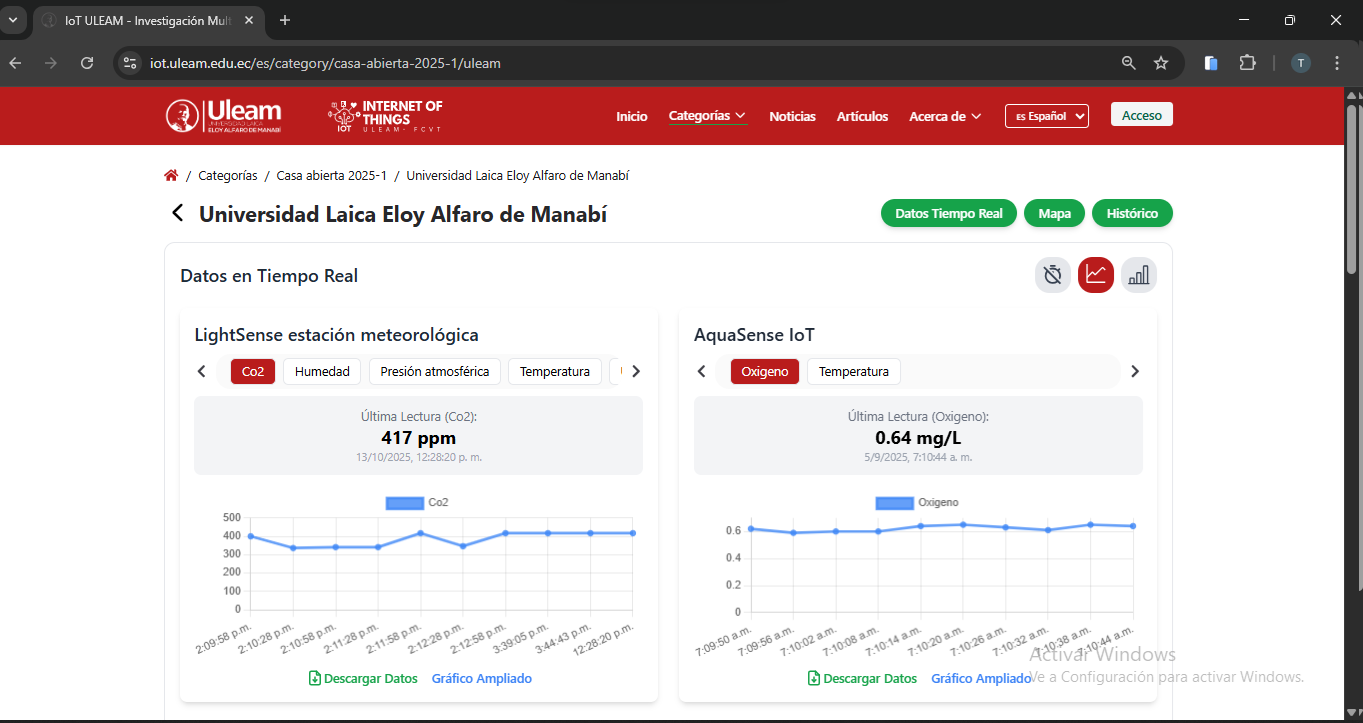 IoT ULEAM - Investigación Mult
iot.uleam.edu.ec/es/category/casa-abierta-2025-1/uleam
T
Uleam
UNIVERSIDAD LAICA
ELOY ALFARO DE MANABÍ
IOT
INTERNET OF
THINGS
ULEAM- FCVT
Inicio
Categorías
Noticias
Artículos
Acerca de
ES Español
Acceso
/ Categorías / Casa abierta 2025-1 / Universidad Laica Eloy Alfaro de Manabí
Universidad Laica Eloy Alfaro de Manabí
Datos Tiempo Real
Mapa
Histórico
Datos en Tiempo Real
LightSense estación meteorológica
Co2
Humedad
Presión atmosférica
Temperatura
Última Lectura (Co2):
417 ppm
13/10/2025, 12:28:20 p. m.
Co2
500
400
300
200
100
0
2:09:58 p.m.
2:10:28 p.m.
2:10:58 p.m.
2:11:28 p.m.
2:11:58 p.m.
2:12:28 p.m.
2:12:58 p.m.
3:39:05 p.m.
3:44:43 p.m.
12:28:20 p.m.
Descargar Datos
Gráfico Ampliado
AquaSense IoT
Oxigeno
Temperatura
Última Lectura (Oxigeno):
0.64 mg/L
5/9/2025, 7:10:44 a. m.
Oxigeno
0.6
0.4
0.2
0
7:09:50 a.m.
7:09:56 a.m.
7:10:02 a.m.
7:10:08 a.m.
7:10:14 a.m.
7:10:20 a.m.
7:10:26 a.m.
7:10:32 a.m.
7:10:38 a.m.
7:10:44 a.m.
Descargar Datos
Gráfico Ampliado
Activar Windows
Ve a Configuración para activar Windows.